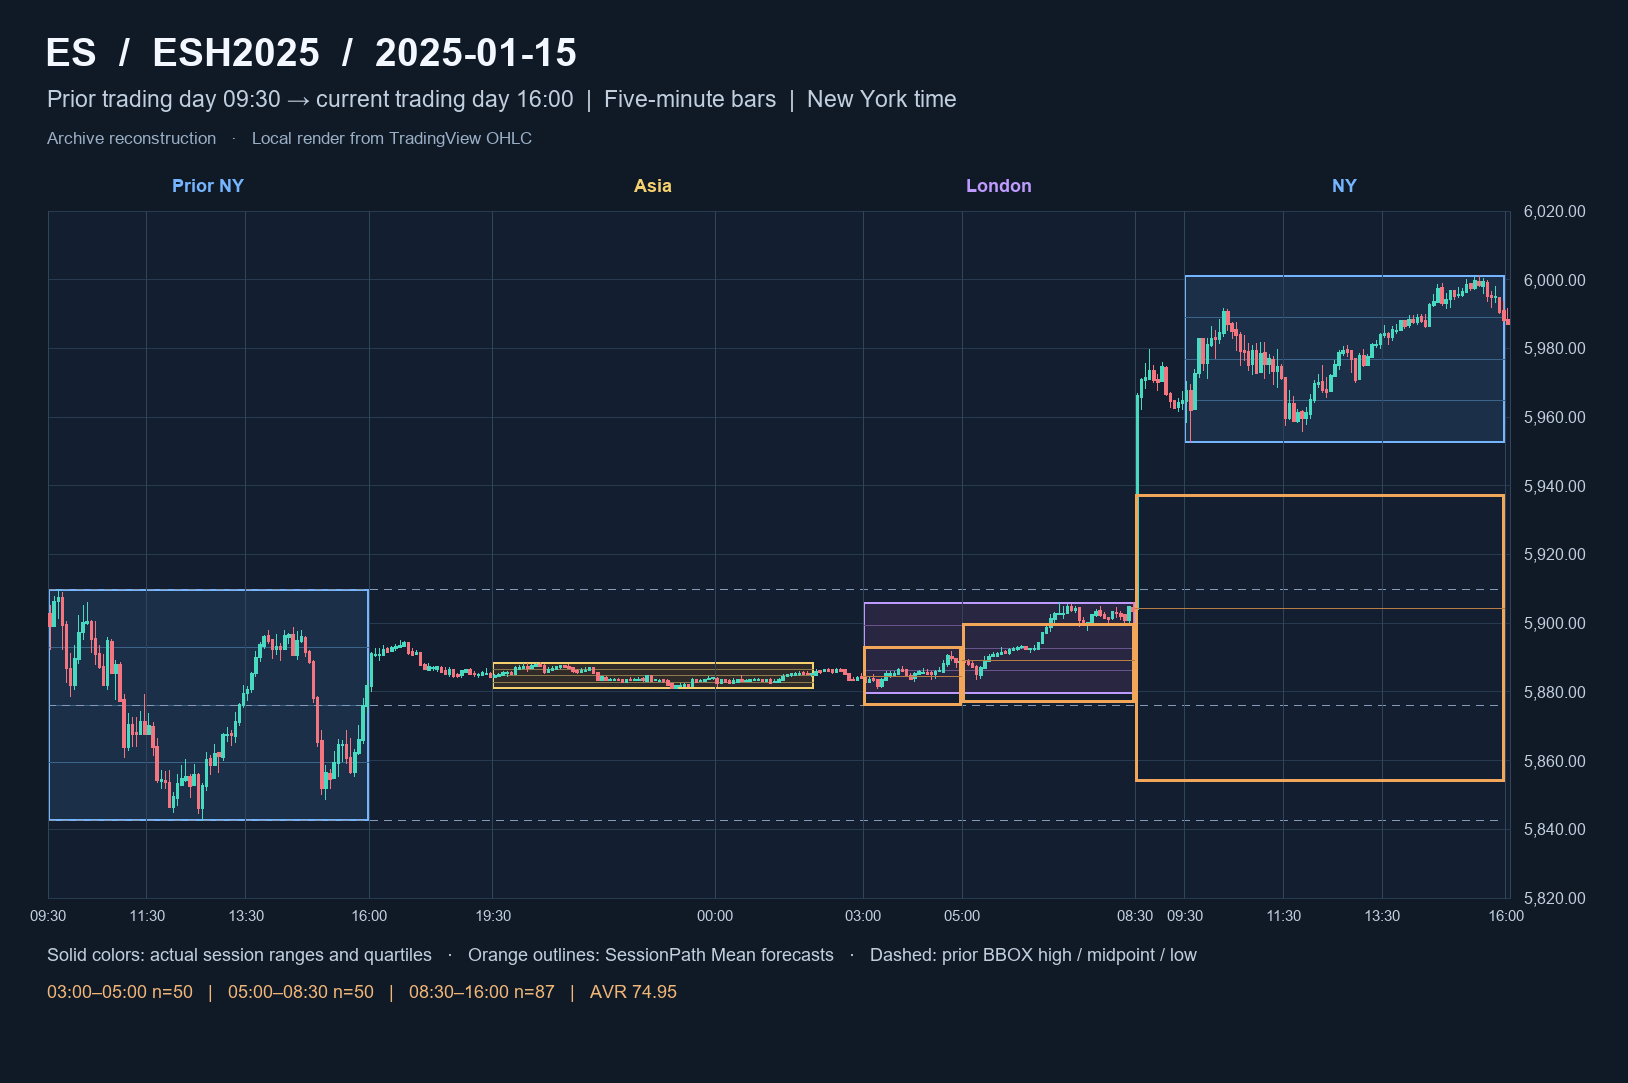 ES / ESH2025 / 2025-01-15
Prior trading day 09:30 → current trading day 16:00 | Five-minute bars | New York time
Archive reconstruction · Local render from TradingView OHLC
Prior NY Asia London NY
6,020.00
6,000.00
5,980.00
5,960.00
5,940.00
5,920.00
5,900.00
5,880.00
5,860.00
5,840.00
5,820.00
09:30 11:30 13:30 16:00 19:30 00:00 03:00 05:00 08:30 09:30 11:30 13:30 16:00
Solid colors: actual session ranges and quartiles · Orange outlines: SessionPath Mean forecasts · Dashed: prior BBOX high / midpoint / low
03:00–05:00 n=50 | 05:00–08:30 n=50 | 08:30–16:00 n=87 | AVR 74.95